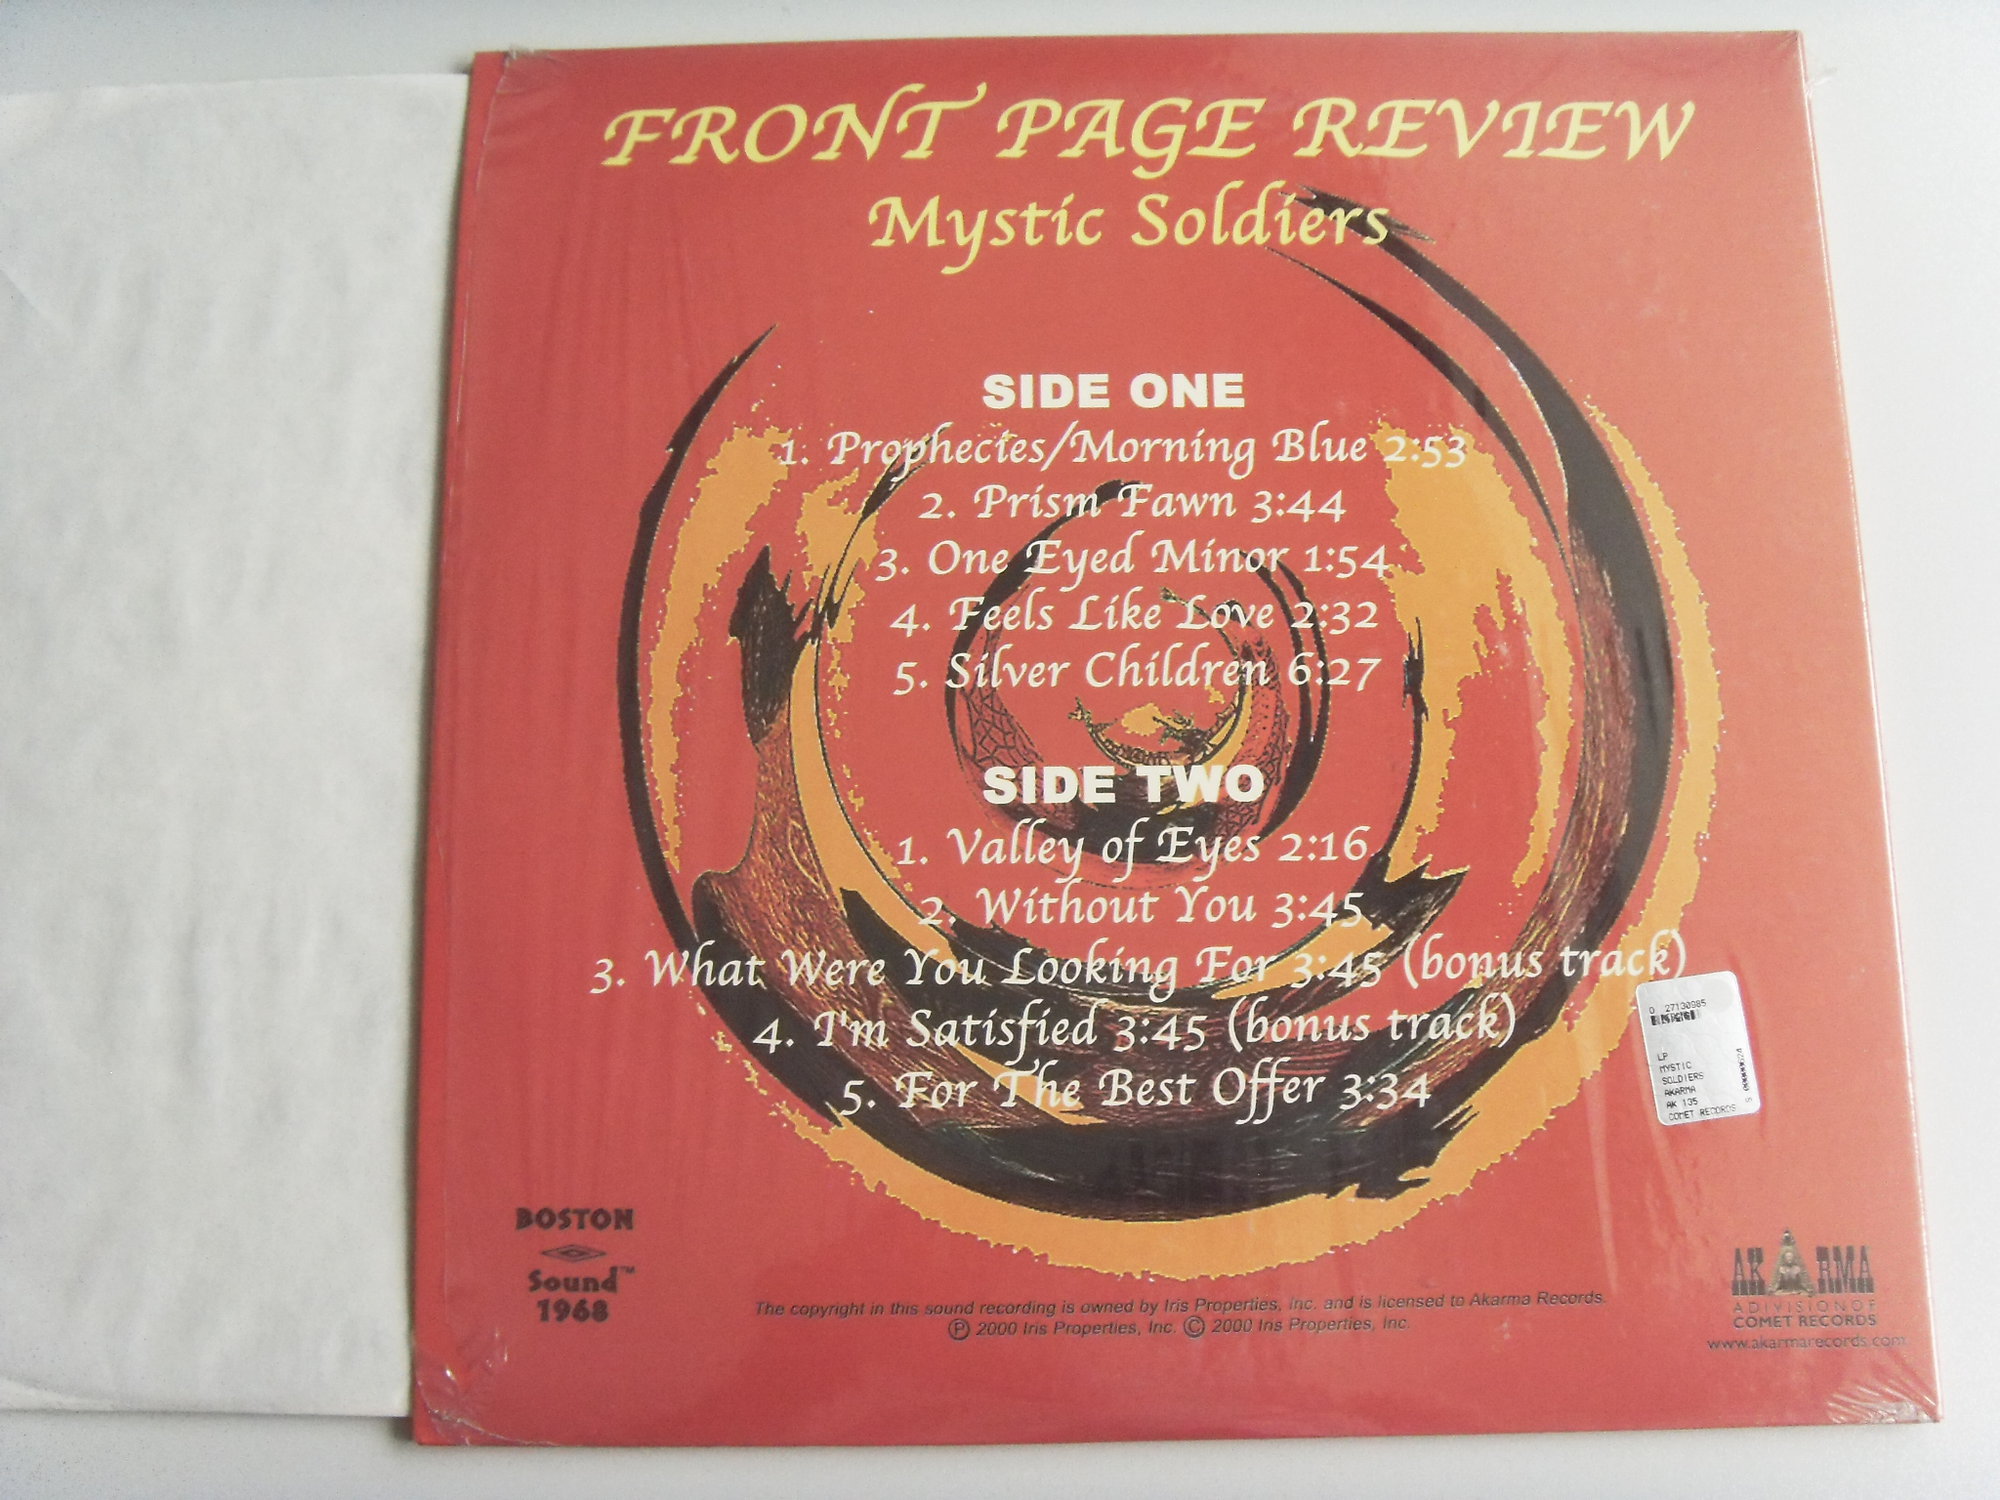 FRONT PAGE REVIEW
Mystic Soldiers
SIDE ONE
1. Prophecies/Morning Blue 2:53
2. Prism Fawn 3:44
3. One Eyed Minor 1:54
4. Feels Like Love 2:32
5. Silver Children 6:27
SIDE TWO
1. Valley of Eyes 2:16
2. Without You 3:45
3. What Were You Looking For 3:45 (bonus track)
4. I'm Satisfied 3:45 (bonus track)
5. For The Best Offer 3:34
0 27130985
LP
MYSTIC
SOLDIERS
AKARMA
AK 135
COMET RECORDS
BOSTON
Sound™
1968
The copyright in this sound recording is owned by Iris Properties, Inc. and is licensed to Akarma Records.
Ⓟ 2000 Iris Properties, Inc. © 2000 Iris Properties, Inc.
AKARMA
A DIVISION OF
COMET RECORDS
www.akarmarecords.com